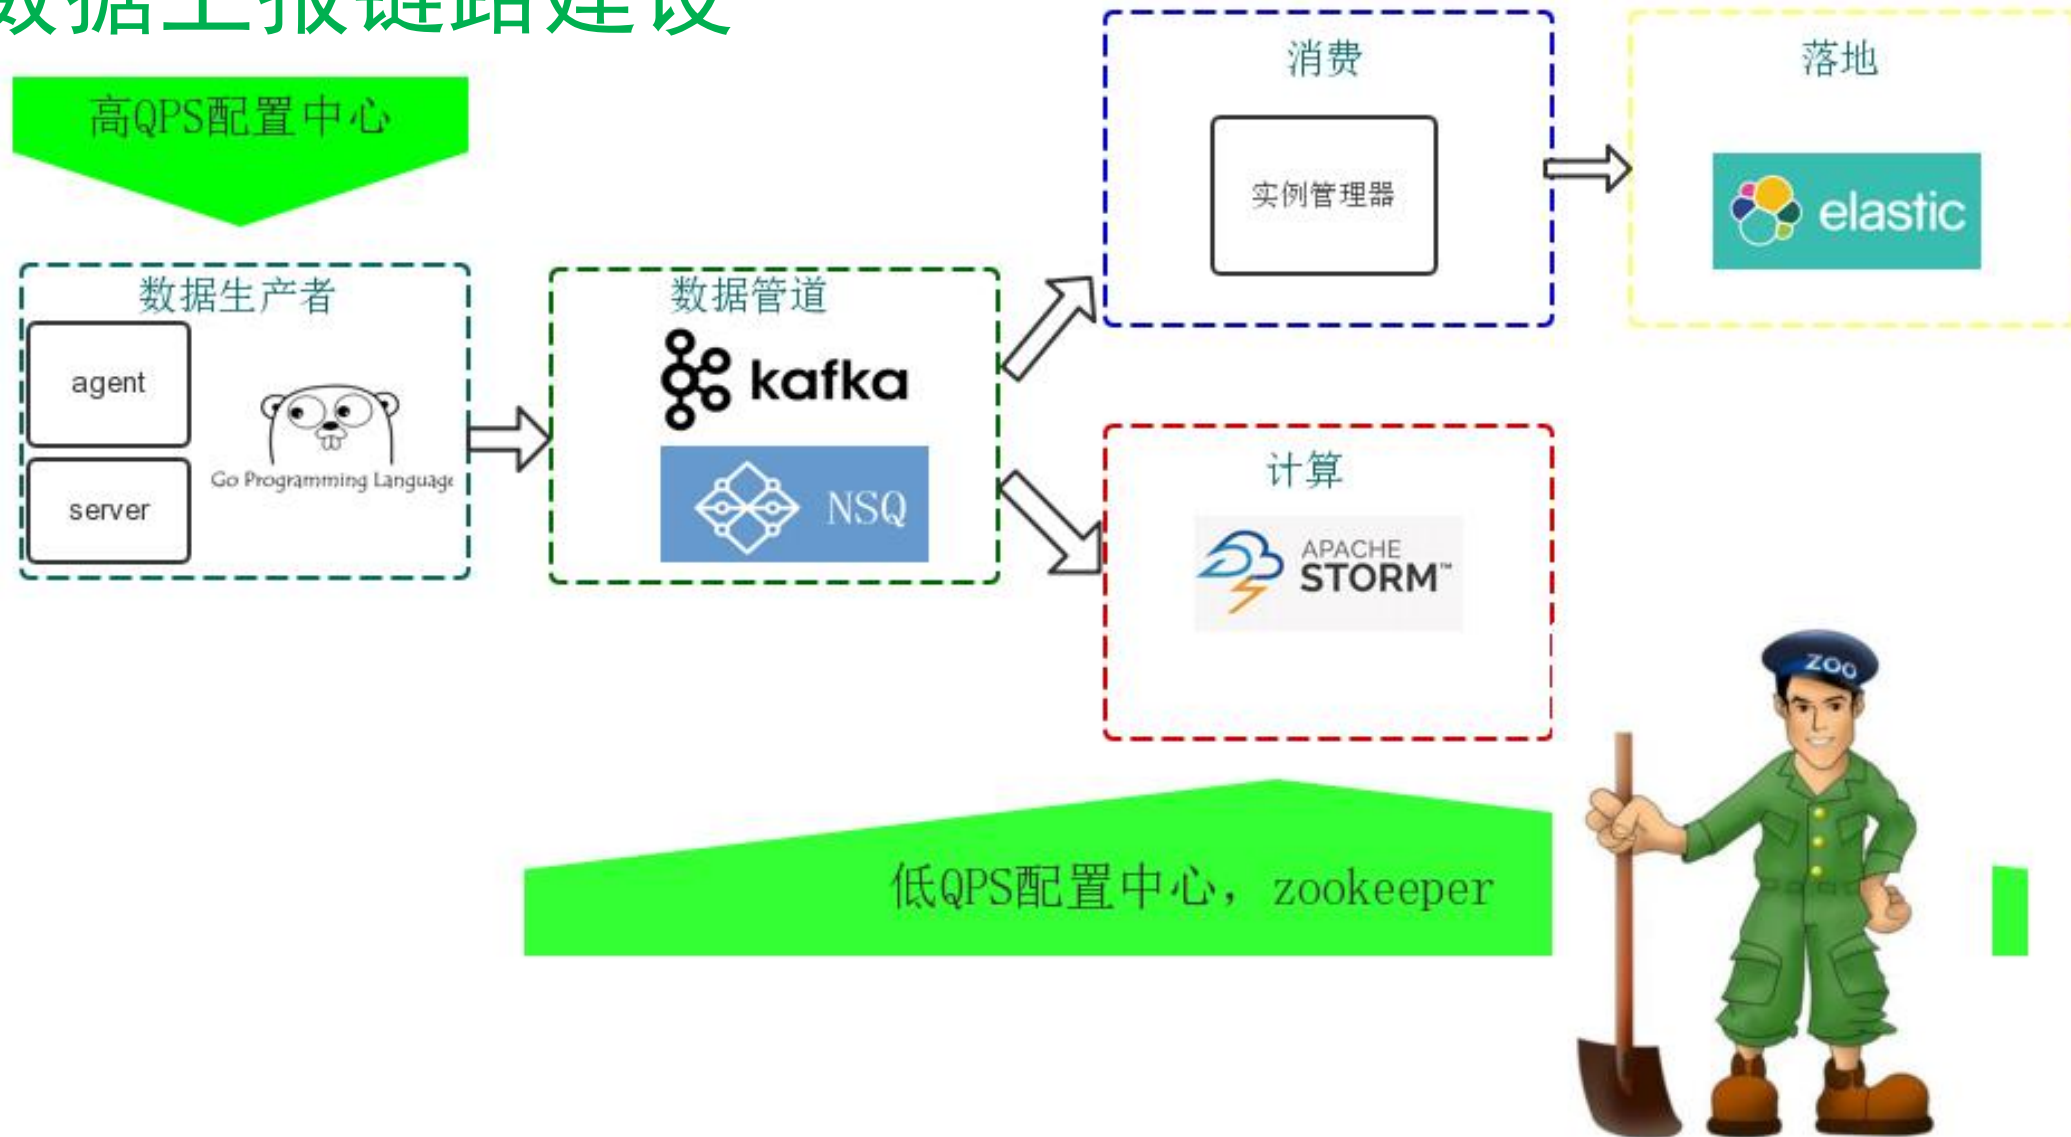 数据上报链路建设
高QPS配置中心
数据生产者
agent
server
Go Programming Language
数据管道
kafka
NSQ
消费
实例管理器
落地
elastic
计算
APACHE
STORM™
低QPS配置中心，zookeeper
ZOO